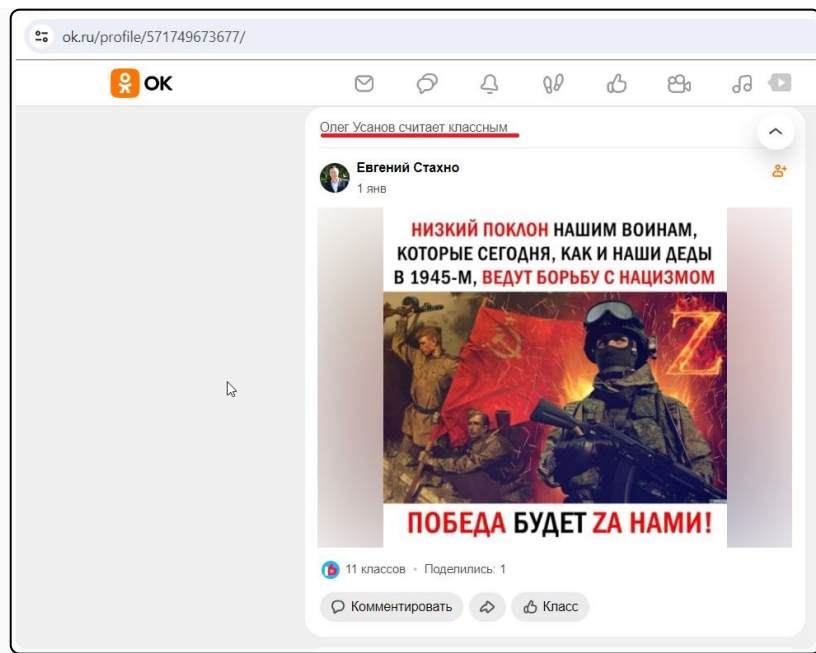 ok.ru/profile/571749673677/
OK
Олег Усанов считает классным
Евгений Стахно
1 янв
НИЗКИЙ ПОКЛОН НАШИМ ВОИНАМ,
КОТОРЫЕ СЕГОДНЯ, КАК И НАШИ ДЕДЫ
В 1945-М, ВЕДУТ БОРЬБУ С НАЦИЗМОМ
Z
ПОБЕДА БУДЕТ ZА НАМИ!
11 классов • Поделились: 1
Комментировать
Класс